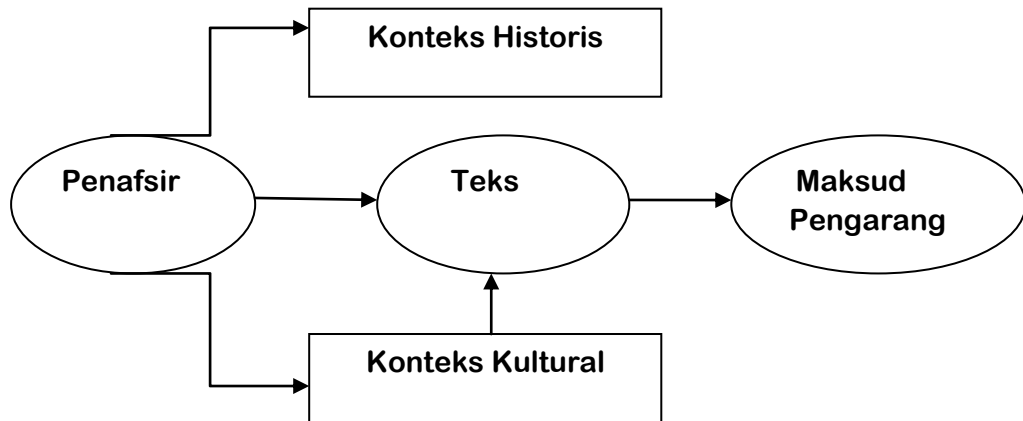 Konteks Historis
Penafsir
Teks
Maksud
Pengarang
Konteks Kultural